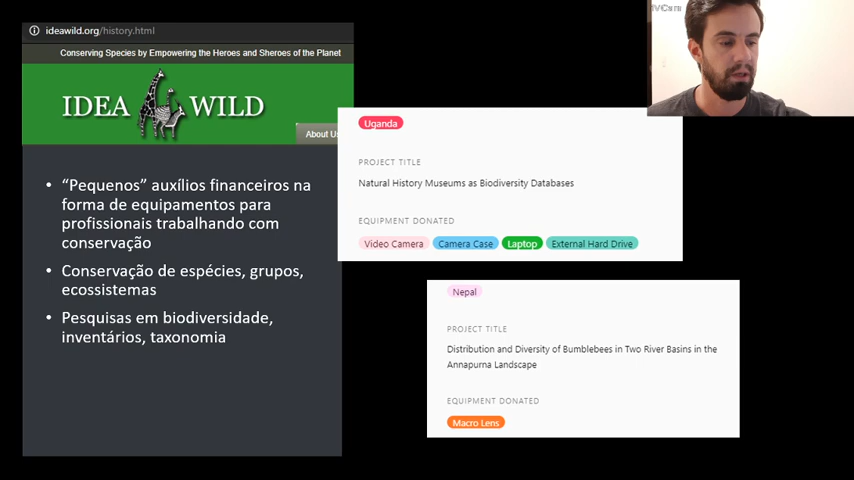 ideawild.org/history.html
Conserving Species by Empowering the Heroes and Sheroes of the Planet
IDEA WILD
About Us
• “Pequenos” auxílios financeiros na
forma de equipamentos para
profissionais trabalhando com
conservação
• Conservação de espécies, grupos,
ecossistemas
• Pesquisas em biodiversidade,
inventários, taxonomia
Uganda
PROJECT TITLE
Natural History Museums as Biodiversity Databases
EQUIPMENT DONATED
Video Camera Camera Case Laptop External Hard Drive
Nepal
PROJECT TITLE
Distribution and Diversity of Bumblebees in Two River Basins in the
Annapurna Landscape
EQUIPMENT DONATED
Macro Lens